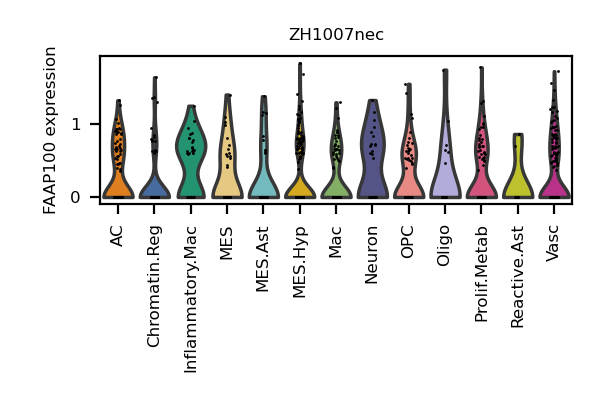 ZH1007nec
FAAP100 expression
1
0
AC
Chromatin.Reg
Inflammatory.Mac
MES
MES.Ast
MES.Hyp
Mac
Neuron
OPC
Oligo
Prolif.Metab
Reactive.Ast
Vasc